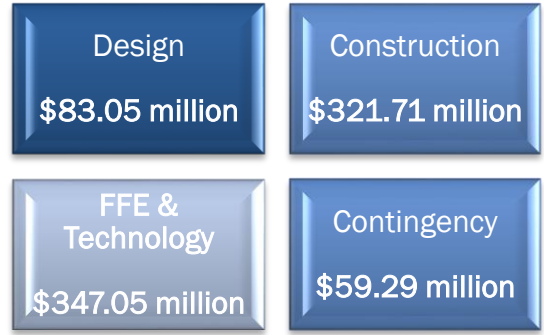 Design
$83.05 million
Construction
$321.71 million
FFE &
Technology
$347.05 million
Contingency
$59.29 million